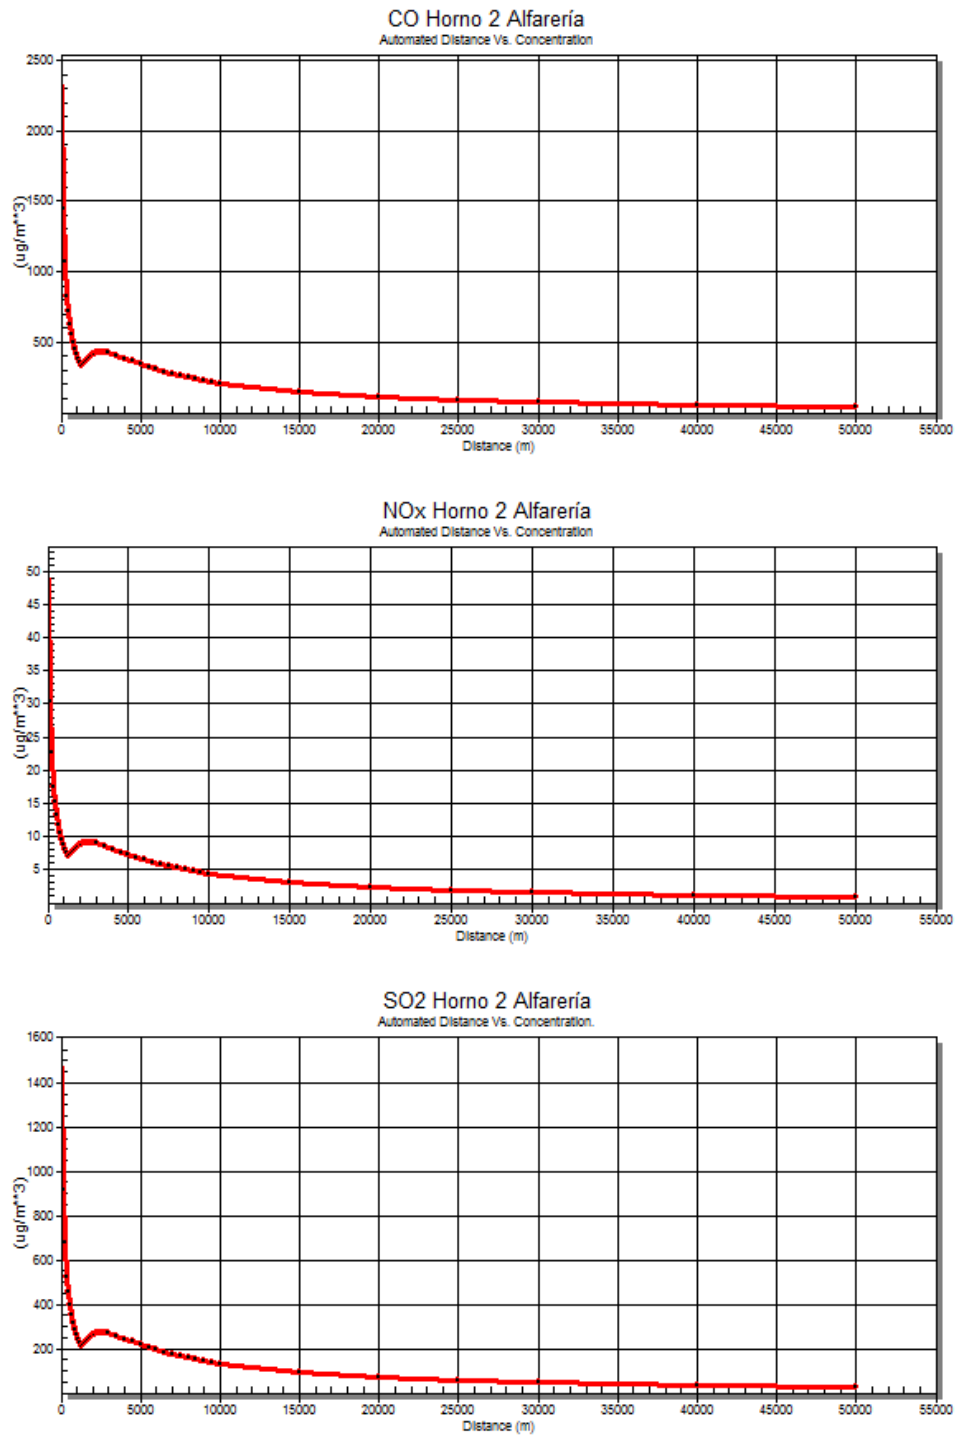 CO Horno 2 Alfarería
Automated Distance Vs. Concentration
2500
2000
1500
1000
500
(ug/m**3)
0 5000 10000 15000 20000 25000 30000 35000 40000 45000 50000 55000
Distance (m)
NOx Horno 2 Alfarería
Automated Distance Vs. Concentration
50
45
40
35
30
25
20
15
10
5
(ug/m**3)
0 5000 10000 15000 20000 25000 30000 35000 40000 45000 50000 55000
Distance (m)
SO2 Horno 2 Alfarería
Automated Distance Vs. Concentration.
1600
1400
1200
1000
800
600
400
200
(ug/m**3)
0 5000 10000 15000 20000 25000 30000 35000 40000 45000 50000 55000
Distance (m)